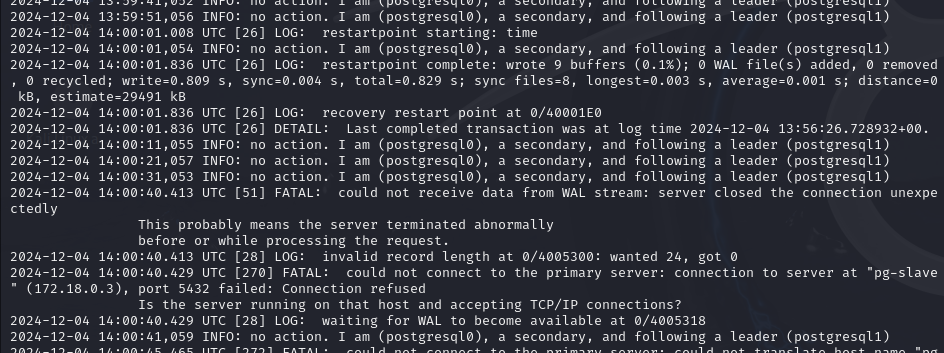 2024-12-04 13:59:41,052 INFO: no action. I am (postgresql0), a secondary, and following a leader (postgresql1)
2024-12-04 13:59:51,056 INFO: no action. I am (postgresql0), a secondary, and following a leader (postgresql1)
2024-12-04 14:00:01.008 UTC [26] LOG:  restartpoint starting: time
2024-12-04 14:00:01,054 INFO: no action. I am (postgresql0), a secondary, and following a leader (postgresql1)
2024-12-04 14:00:01.836 UTC [26] LOG:  restartpoint complete: wrote 9 buffers (0.1%); 0 WAL file(s) added, 0 removed
, 0 recycled; write=0.809 s, sync=0.004 s, total=0.829 s; sync files=8, longest=0.003 s, average=0.001 s; distance=0
 kB, estimate=29491 kB
2024-12-04 14:00:01.836 UTC [26] LOG:  recovery restart point at 0/40001E0
2024-12-04 14:00:01.836 UTC [26] DETAIL:  Last completed transaction was at log time 2024-12-04 13:56:26.728932+00.
2024-12-04 14:00:11,055 INFO: no action. I am (postgresql0), a secondary, and following a leader (postgresql1)
2024-12-04 14:00:21,057 INFO: no action. I am (postgresql0), a secondary, and following a leader (postgresql1)
2024-12-04 14:00:31,053 INFO: no action. I am (postgresql0), a secondary, and following a leader (postgresql1)
2024-12-04 14:00:40.413 UTC [51] FATAL:  could not receive data from WAL stream: server closed the connection unexpe
ctedly
This probably means the server terminated abnormally
before or while processing the request.
2024-12-04 14:00:40.413 UTC [28] LOG:  invalid record length at 0/4005300: wanted 24, got 0
2024-12-04 14:00:40.429 UTC [270] FATAL:  could not connect to the primary server: connection to server at "pg-slave
" (172.18.0.3), port 5432 failed: Connection refused
Is the server running on that host and accepting TCP/IP connections?
2024-12-04 14:00:40.429 UTC [28] LOG:  waiting for WAL to become available at 0/4005318
2024-12-04 14:00:41,059 INFO: no action. I am (postgresql0), a secondary, and following a leader (postgresql1)
2024-12-04 14:00:45.465 UTC [272] FATAL:  could not connect to the primary server: could not translate host name "pg